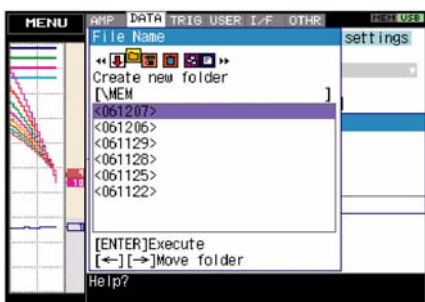 MENU AMP DATA TRIG USER I/F OTHR MEM USB
File Name
settings
Create new folder
[\MEM ]
<061207>
<061206>
<061129>
<061128>
<061125>
<061122>
[ENTER]Execute
[←][→]Move folder
Help?